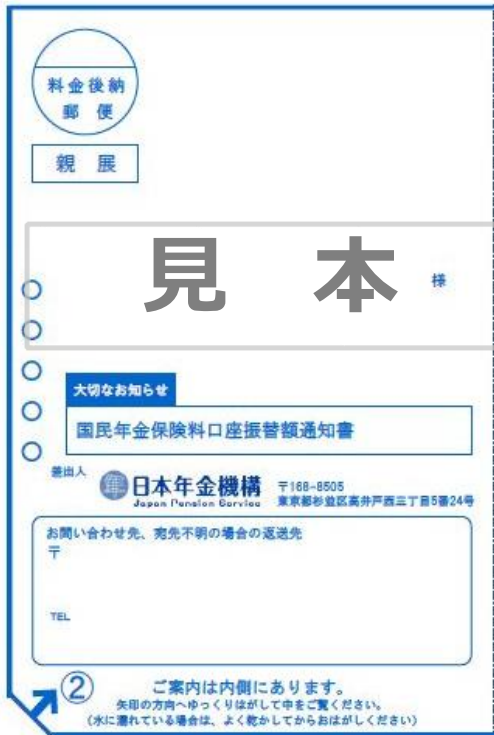 料金後納
郵便
親展
見本
様
大切なお知らせ
国民年金保険料口座振替額通知書
差出人
日本年金機構
Japan Pension Service
〒168-8505
東京都杉並区高井戸西三丁目5番24号
お問い合わせ先、宛先不明の場合の返送先
〒
TEL
②
ご案内は内側にあります。
矢印の方向へゆっくりはがして中をご覧ください。
(水に濡れている場合は、よく乾かしてからおはがしください)